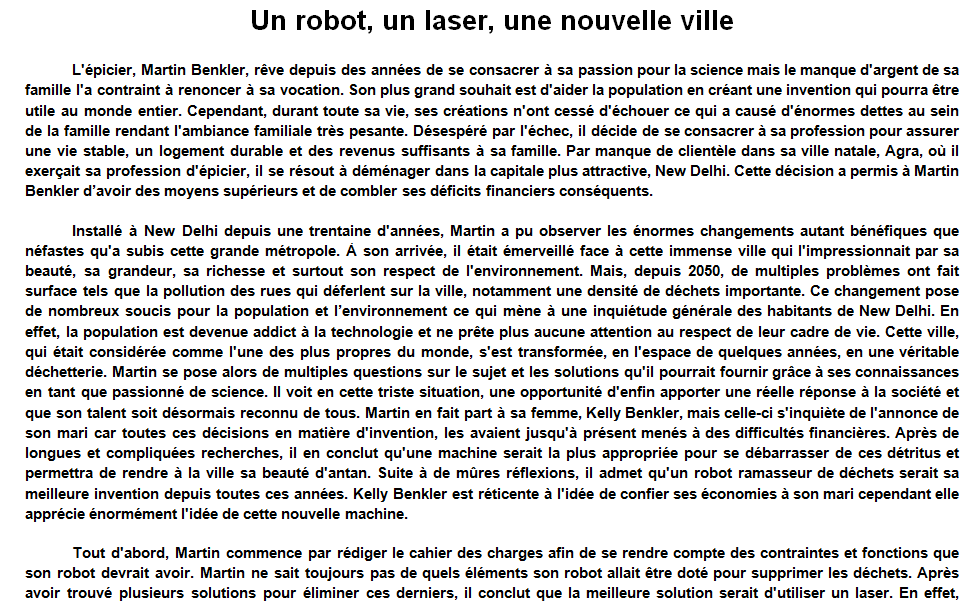 Un robot, un laser, une nouvelle ville
L'épicier, Martin Benkler, rêve depuis des années de se consacrer à sa passion pour la science mais le manque d'argent de sa
famille l'a contraint à renoncer à sa vocation. Son plus grand souhait est d'aider la population en créant une invention qui pourra être
utile au monde entier. Cependant, durant toute sa vie, ses créations n'ont cessé d'échouer ce qui a causé d'énormes dettes au sein
de la famille rendant l'ambiance familiale très pesante. Désespéré par l'échec, il décide de se consacrer à sa profession pour assurer
une vie stable, un logement durable et des revenus suffisants à sa famille. Par manque de clientèle dans sa ville natale, Agra, où il
exerçait sa profession d'épicier, il se résout à déménager dans la capitale plus attractive, New Delhi. Cette décision a permis à Martin
Benkler d’avoir des moyens supérieurs et de combler ses déficits financiers conséquents.
Installé à New Delhi depuis une trentaine d'années, Martin a pu observer les énormes changements autant bénéfiques que
néfastes qu'a subis cette grande métropole. À son arrivée, il était émerveillé face à cette immense ville qui l'impressionnait par sa
beauté, sa grandeur, sa richesse et surtout son respect de l'environnement. Mais, depuis 2050, de multiples problèmes ont fait
surface tels que la pollution des rues qui déferlent sur la ville, notamment une densité de déchets importante. Ce changement pose
de nombreux soucis pour la population et l’environnement ce qui mène à une inquiétude générale des habitants de New Delhi. En
effet, la population est devenue addict à la technologie et ne prête plus aucune attention au respect de leur cadre de vie. Cette ville,
qui était considérée comme l'une des plus propres du monde, s'est transformée, en l'espace de quelques années, en une véritable
déchetterie. Martin se pose alors de multiples questions sur le sujet et les solutions qu'il pourrait fournir grâce à ses connaissances
en tant que passionné de science. Il voit en cette triste situation, une opportunité d'enfin apporter une réelle réponse à la société et
que son talent soit désormais reconnu de tous. Martin en fait part à sa femme, Kelly Benkler, mais celle-ci s'inquiète de l'annonce de
son mari car toutes ces décisions en matière d'invention, les avaient jusqu'à présent menés à des difficultés financières. Après de
longues et compliquées recherches, il en conclut qu'une machine serait la plus appropriée pour se débarrasser de ces détritus et
permettra de rendre à la ville sa beauté d'antan. Suite à de mûres réflexions, il admet qu'un robot ramasseur de déchets serait sa
meilleure invention depuis toutes ces années. Kelly Benkler est réticente à l'idée de confier ses économies à son mari cependant elle
apprécie énormément l'idée de cette nouvelle machine.
Tout d'abord, Martin commence par rédiger le cahier des charges afin de se rendre compte des contraintes et fonctions que
son robot devrait avoir. Martin ne sait toujours pas de quels éléments son robot allait être doté pour supprimer les déchets. Après
avoir trouvé plusieurs solutions pour éliminer ces derniers, il conclut que la meilleure solution serait d'utiliser un laser. En effet,